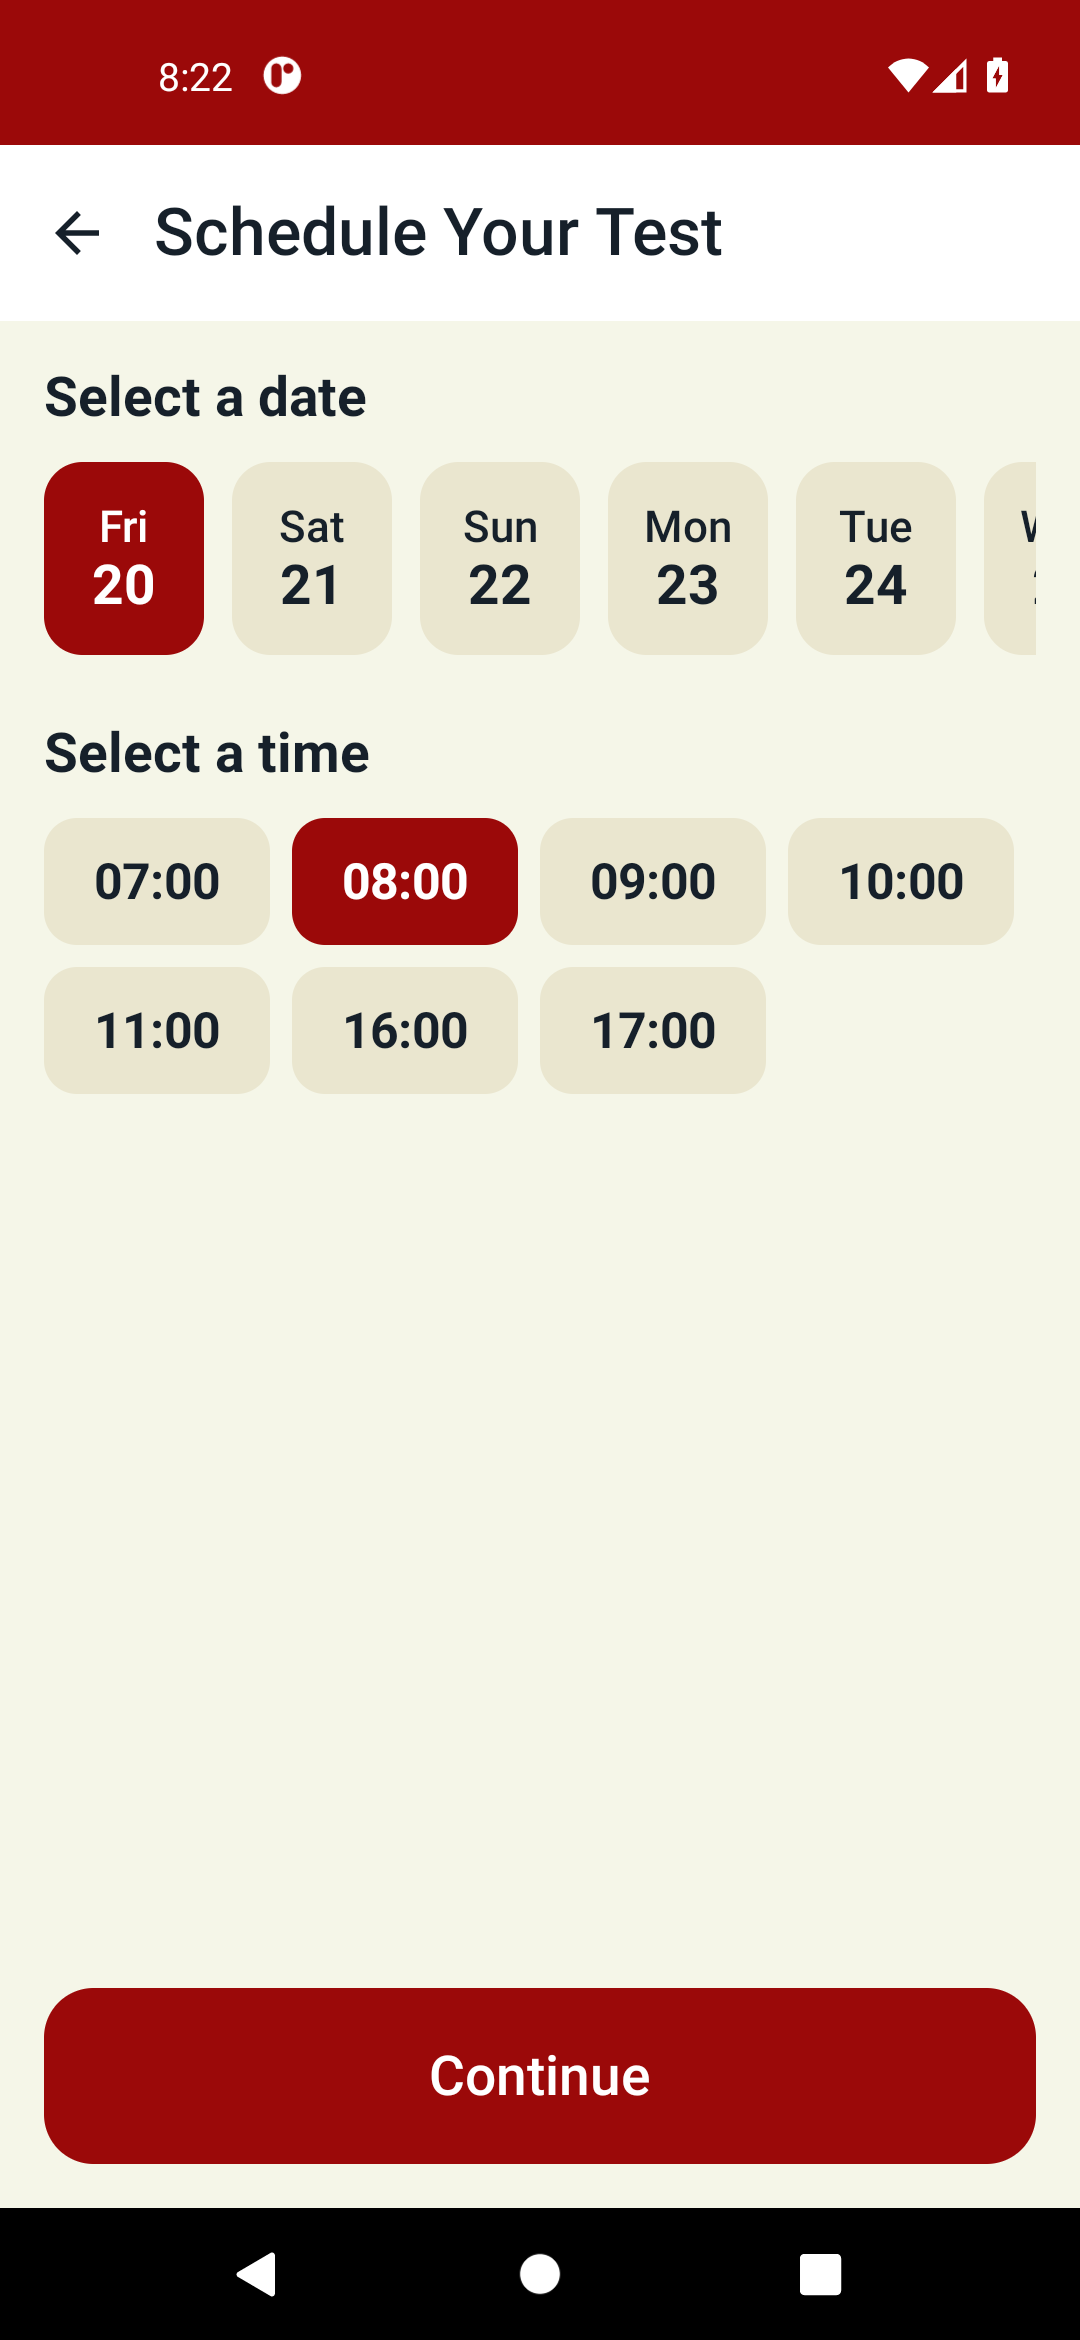 8:22
Schedule Your Test
Select a date
Fri Sat Sun Mon Tue
20 21 22 23 24
Select a time
07:00 08:00 09:00 10:00
11:00 16:00 17:00
Continue